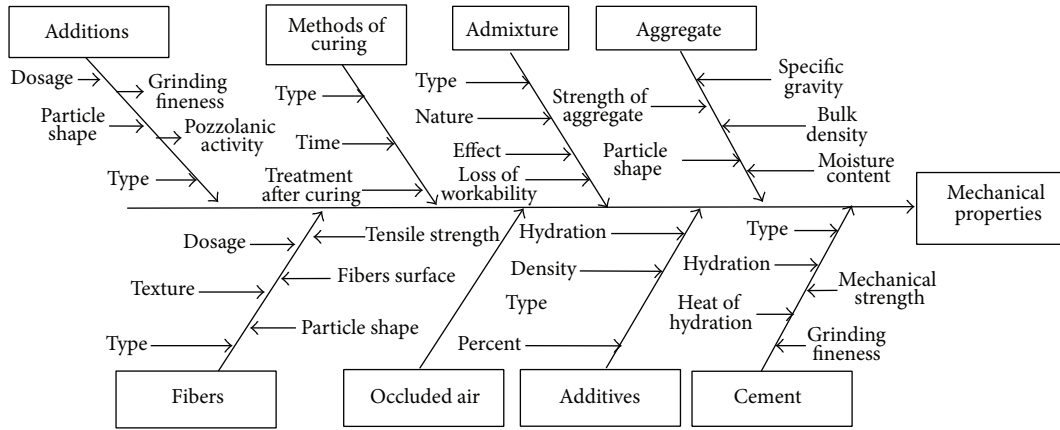 Additions
Methods of
curing
Admixture
Aggregate
Dosage
Grinding
fineness
Particle
shape
Pozzolanic
activity
Type
Type
Time
Treatment
after curing
Type
Nature
Effect
Loss of
workability
Specific
gravity
Strength of
aggregate
Bulk
density
Particle
shape
Moisture
content
Mechanical
properties
Dosage
Tensile strength
Fibers surface
Texture
Particle shape
Type
Hydration
Density
Type
Percent
Type
Hydration
Mechanical
strength
Heat of
hydration
Grinding
fineness
Fibers
Occluded air
Additives
Cement